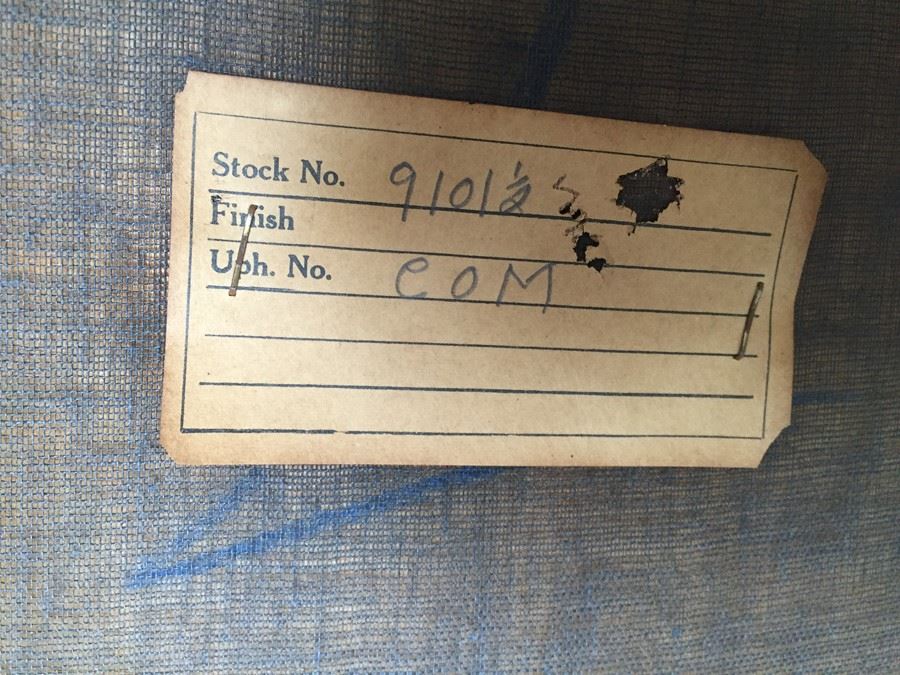 Stock No. 9101½
Finish
Uph. No. COM